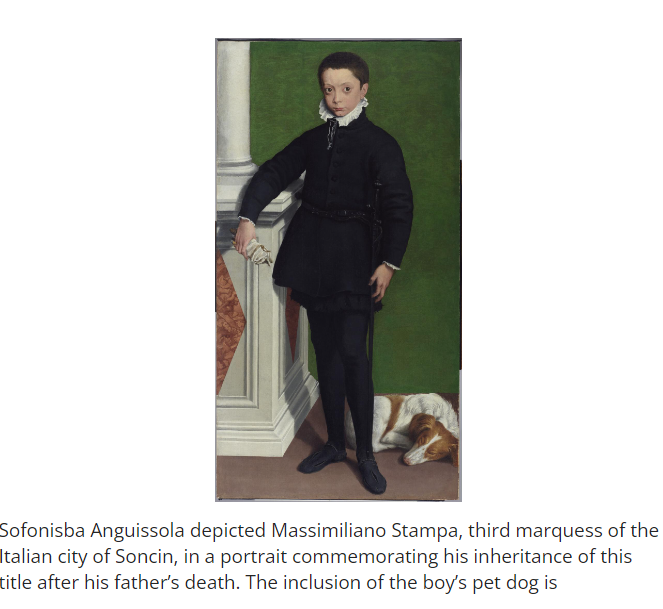 Sofonisba Anguissola depicted Massimiliano Stampa, third marquess of the
Italian city of Soncin, in a portrait commemorating his inheritance of this
title after his father’s death. The inclusion of the boy’s pet dog is